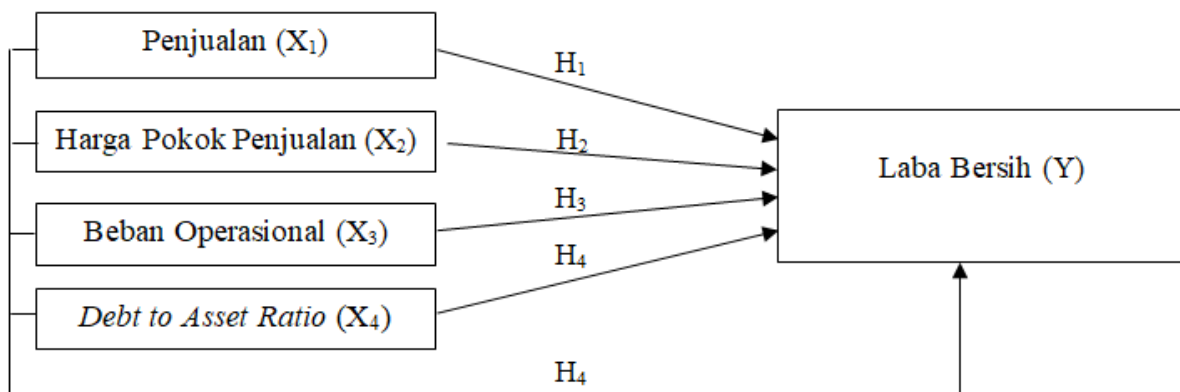 Penjualan (X₁)
H₁
Harga Pokok Penjualan (X₂)
H₂
Laba Bersih (Y)
H₃
Beban Operasional (X₃)
H₄
Debt to Asset Ratio (X₄)
H₄